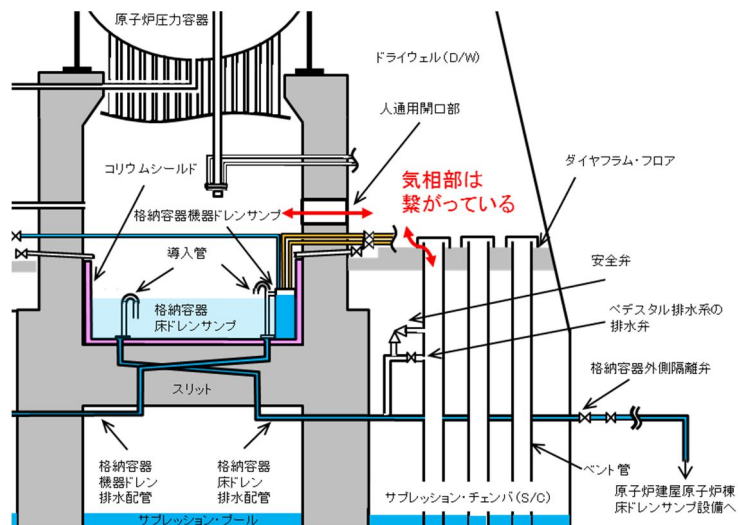 原子炉圧力容器
ドライウェル(D/W)
人通用開口部
コリウムシールド
ダイヤフラム・フロア
気相部は
繋がっている
格納容器機器ドレンサンプ
導入管
安全弁
格納容器
床ドレンサンプ
ペデスタル排水系の
排水弁
格納容器外側隔離弁
スリット
格納容器
機器ドレン
排水配管
格納容器
床ドレン
排水配管
ベント管
サプレッション・チェンバ(S/C)
原子炉建屋原子炉棟
床ドレンサンプ設備へ
サプレッション・プール